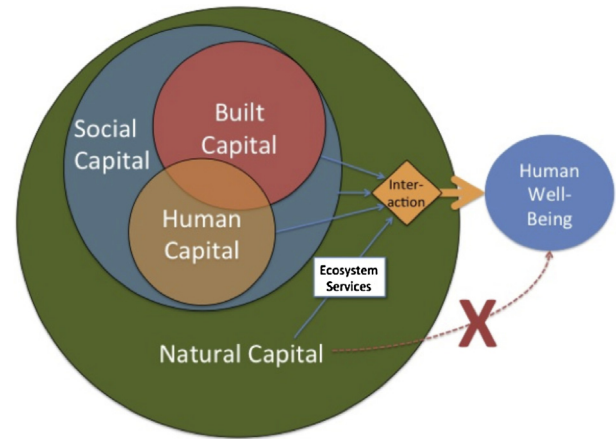 Built
Capital
Social
Capital
Human
Capital
Inter-
action
Human
Well-
Being
Ecosystem
Services
Natural Capital
X